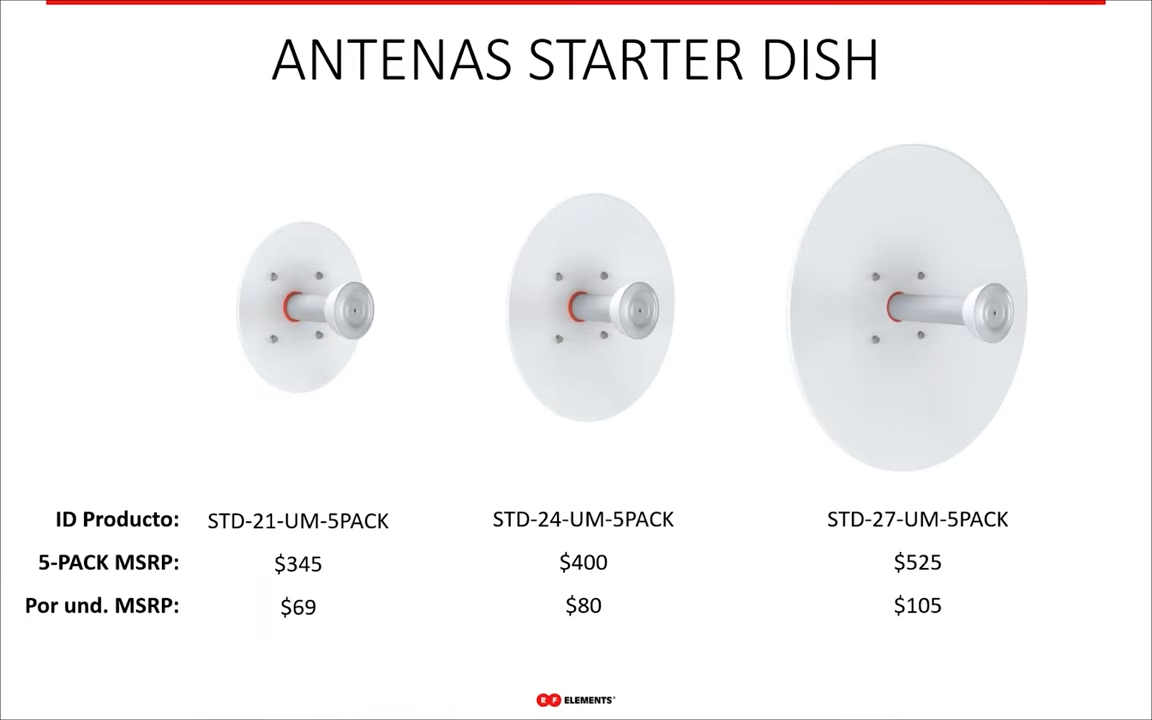 ANTENAS STARTER DISH
ID Producto: STD-21-UM-5PACK STD-24-UM-5PACK STD-27-UM-5PACK
5-PACK MSRP: $345 $400 $525
Por und. MSRP: $69 $80 $105
RF ELEMENTS